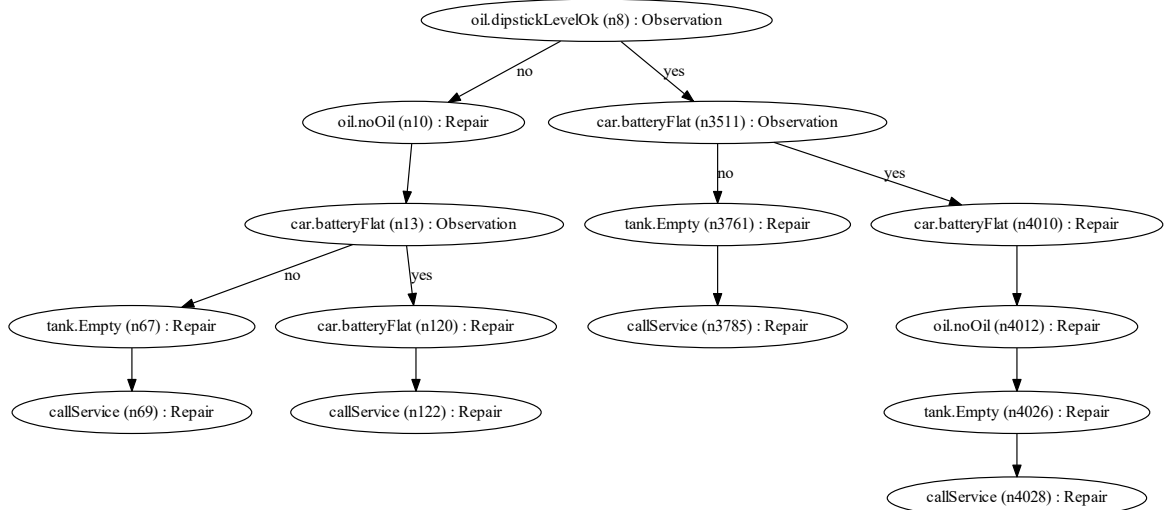 oil.dipstickLevelOk (n8) : Observation
no
yes
oil.noOil (n10) : Repair
car.batteryFlat (n3511) : Observation
no
yes
car.batteryFlat (n13) : Observation
tank.Empty (n3761) : Repair
car.batteryFlat (n4010) : Repair
no
yes
tank.Empty (n67) : Repair
car.batteryFlat (n120) : Repair
callService (n3785) : Repair
oil.noOil (n4012) : Repair
callService (n69) : Repair
callService (n122) : Repair
tank.Empty (n4026) : Repair
callService (n4028) : Repair